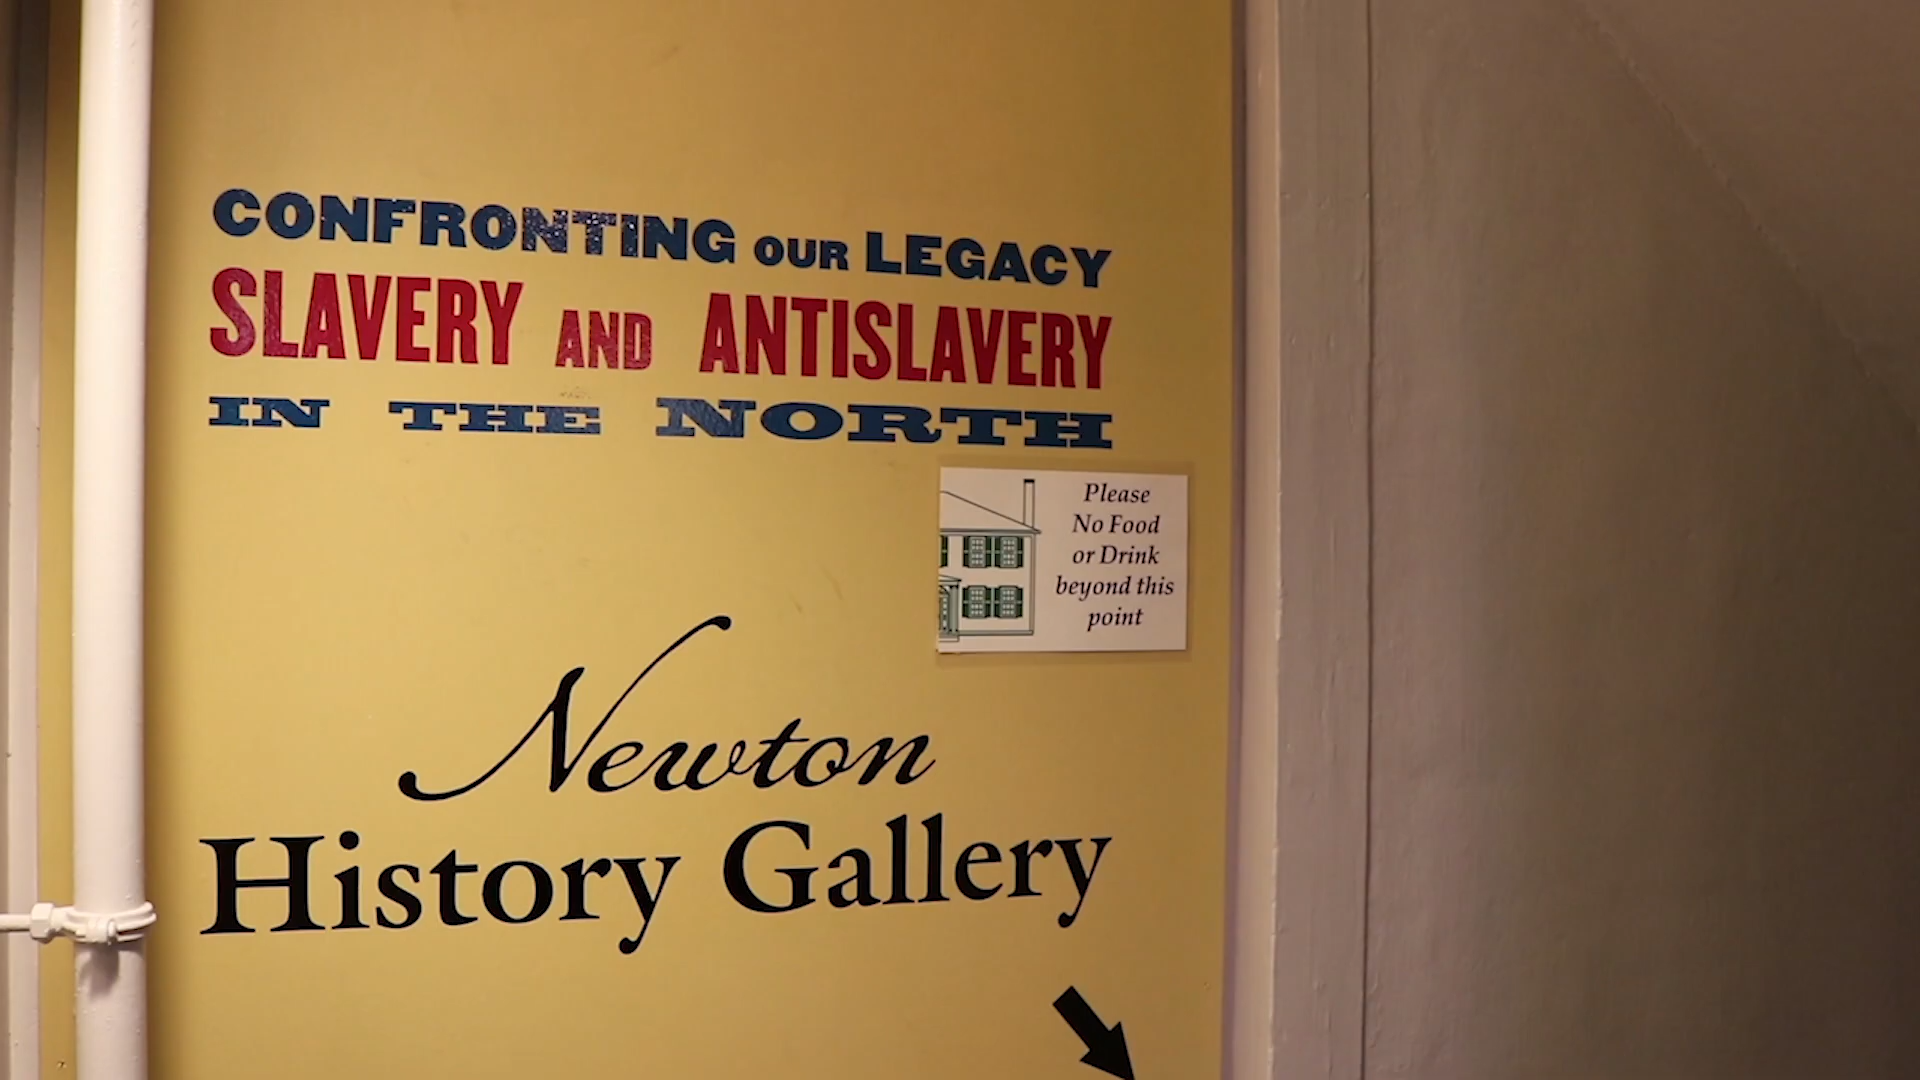 CONFRONTING OUR LEGACY
SLAVERY AND ANTISLAVERY
IN THE NORTH
Please
No Food
or Drink
beyond this
point
Newton
History Gallery